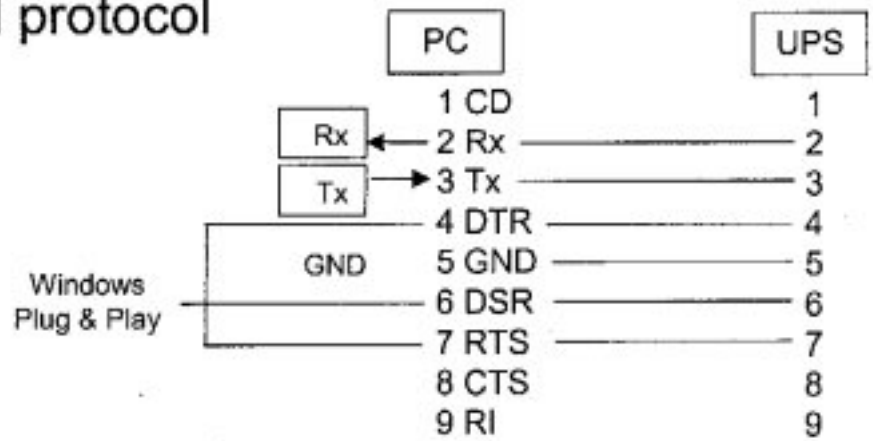 protocol
PC UPS
1 CD 1
Rx 2 Rx 2
Tx 3 Tx 3
4 DTR 4
GND 5 GND 5
Windows 6 DSR 6
Plug & Play 7 RTS 7
8 CTS 8
9 RI 9